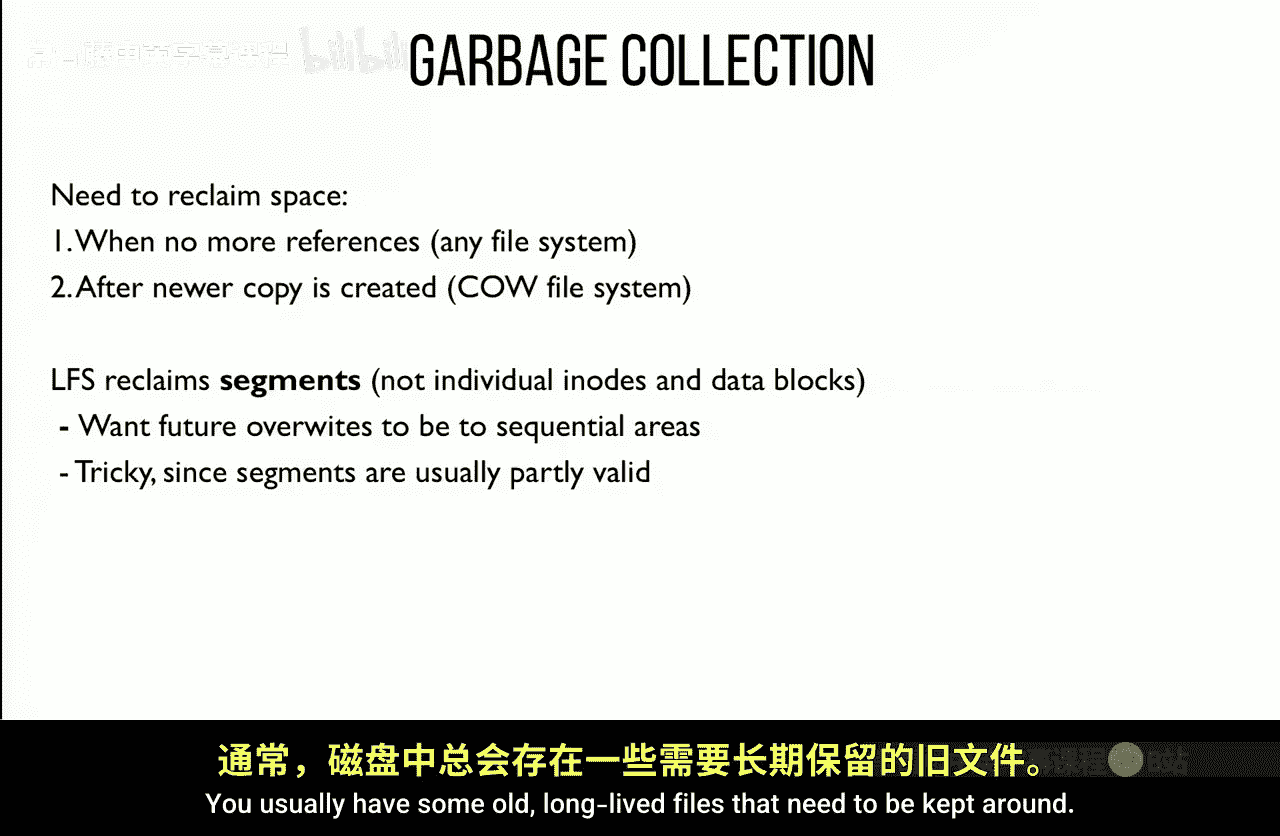 GARBAGE COLLECTION
Need to reclaim space:
1. When no more references (any file system)
2. After newer copy is created (COW file system)
LFS reclaims segments (not individual inodes and data blocks)
- Want future overwites to be to sequential areas
- Tricky, since segments are usually partly valid
通常，磁盘中总会存在一些需要长期保留的旧文件。
You usually have some old, long-lived files that need to be kept around.